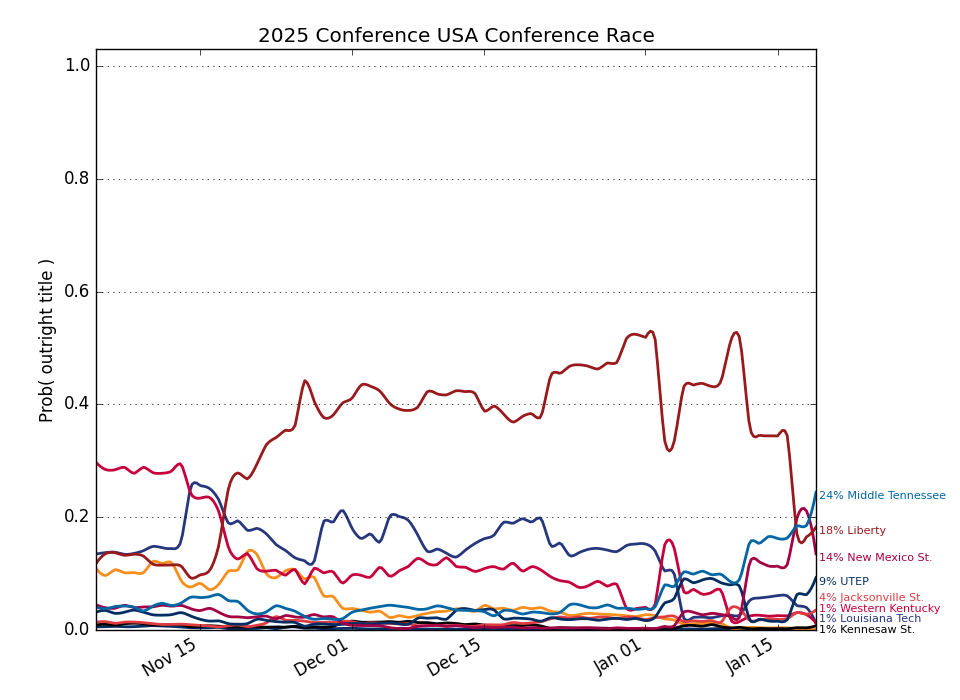 2025 Conference USA Conference Race
Prob( outright title )
1.0
0.8
0.6
0.4
0.2
0.0
Nov 15
Dec 01
Dec 15
Jan 01
Jan 15
24% Middle Tennessee
18% Liberty
14% New Mexico St.
9% UTEP
4% Jacksonville St.
1% Western Kentucky
1% Louisiana Tech
1% Kennesaw St.